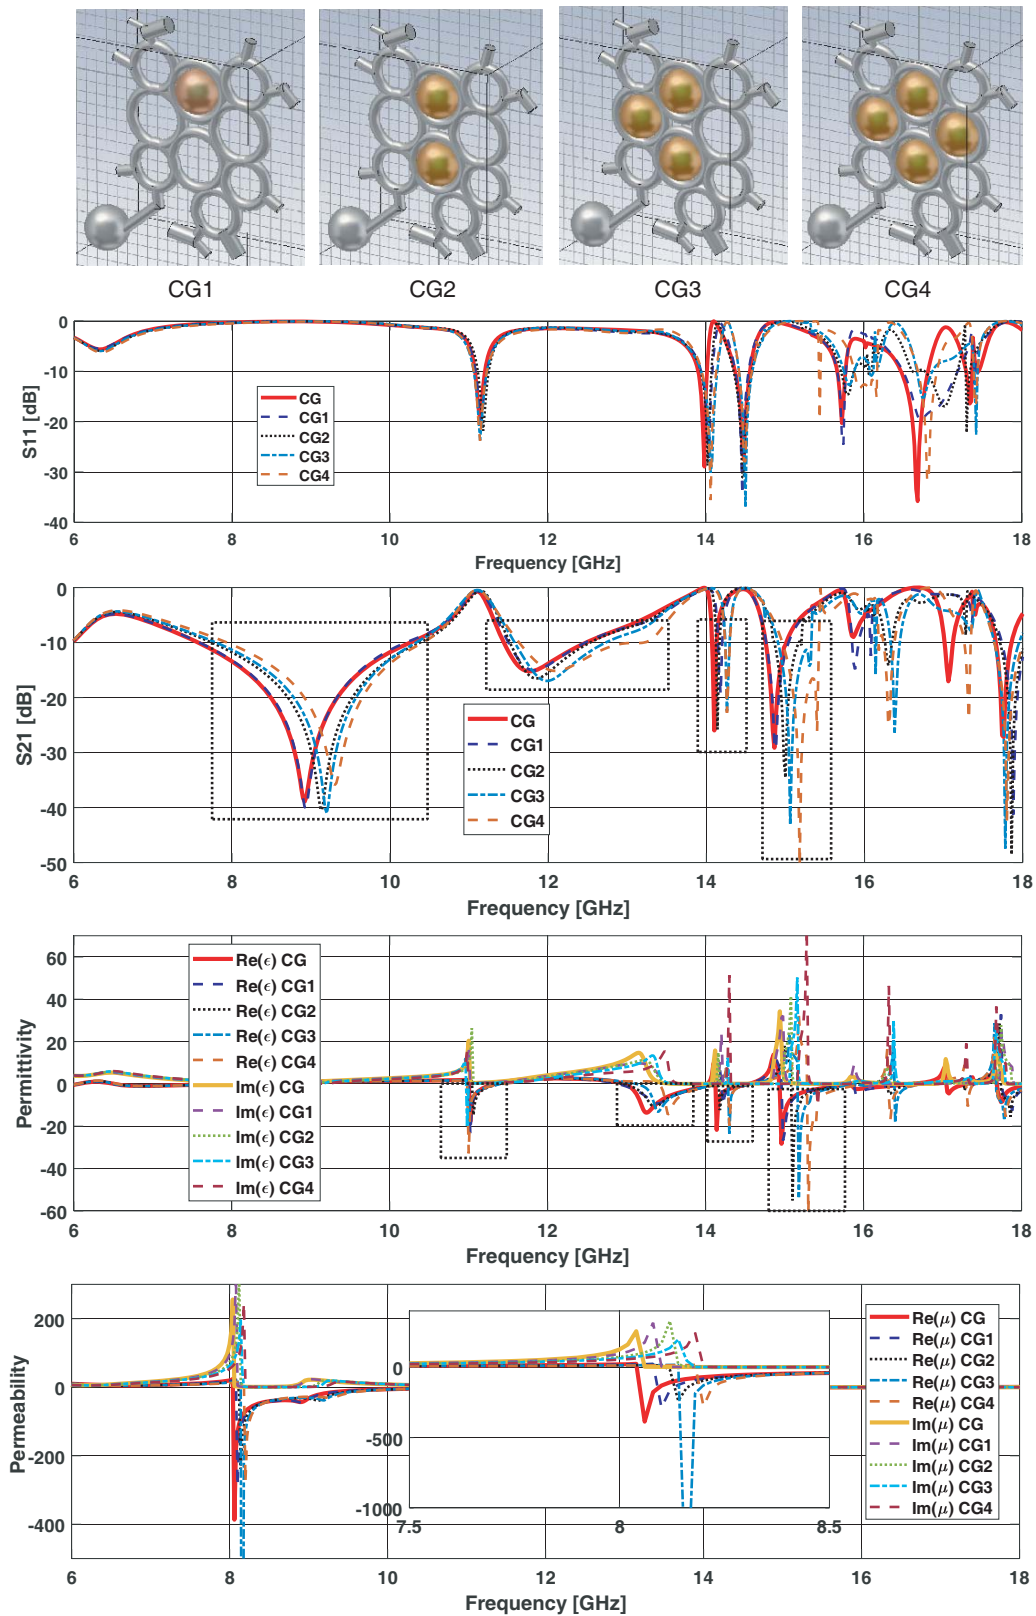 CG1 CG2 CG3 CG4
0
-10
-20
-30
-40
S11 [dB]
CG
CG1
CG2
CG3
CG4
6 8 10 12 14 16 18
Frequency [GHz]
0
-10
-20
-30
-40
-50
S21 [dB]
CG
CG1
CG2
CG3
CG4
6 8 10 12 14 16 18
Frequency [GHz]
60
40
20
0
-20
-40
-60
Permittivity
Re(ϵ) CG
Re(ϵ) CG1
Re(ϵ) CG2
Re(ϵ) CG3
Re(ϵ) CG4
Im(ϵ) CG
Im(ϵ) CG1
Im(ϵ) CG2
Im(ϵ) CG3
Im(ϵ) CG4
6 8 10 12 14 16 18
Frequency [GHz]
200
0
-200
-400
Permeability
0
-500
-1000
7.5 8 8.5
Re(μ) CG
Re(μ) CG1
Re(μ) CG2
Re(μ) CG3
Re(μ) CG4
Im(μ) CG
Im(μ) CG1
Im(μ) CG2
Im(μ) CG3
Im(μ) CG4
6 8 10 12 14 16 18
Frequency [GHz]